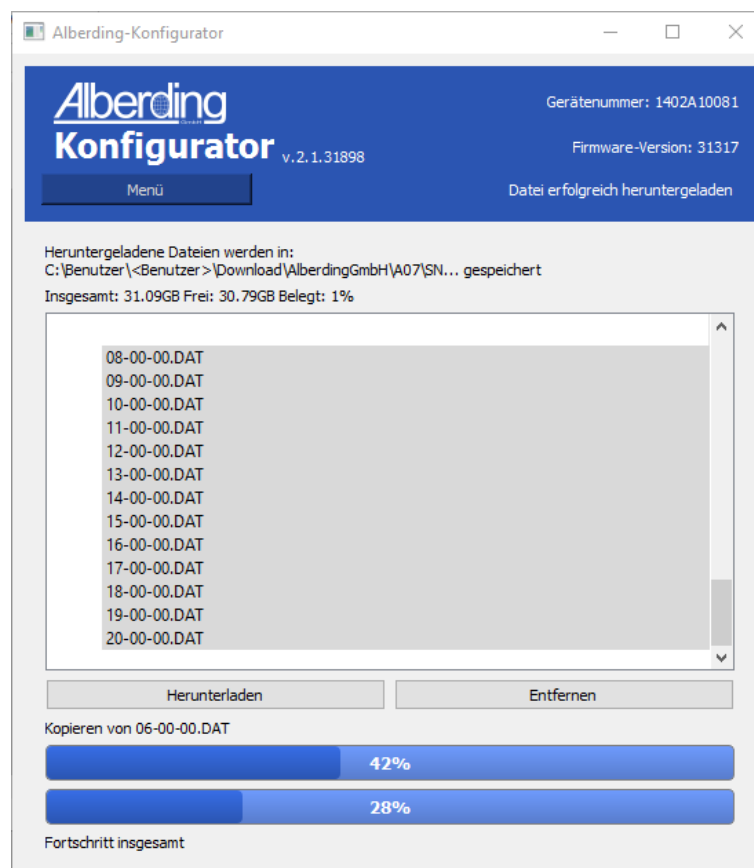 Alberding-Konfigurator
Alberding
GmbH
Konfigurator v.2.1.31898
Gerätenummer: 1402A10081
Firmware-Version: 31317
Menü
Datei erfolgreich heruntergeladen
Heruntergeladene Dateien werden in:
C:\Benutzer\<Benutzer>\Download\AlberdingGmbH\A07\SN... gespeichert
Insgesamt: 31.09GB Frei: 30.79GB Belegt: 1%
08-00-00.DAT
09-00-00.DAT
10-00-00.DAT
11-00-00.DAT
12-00-00.DAT
13-00-00.DAT
14-00-00.DAT
15-00-00.DAT
16-00-00.DAT
17-00-00.DAT
18-00-00.DAT
19-00-00.DAT
20-00-00.DAT
Herunterladen
Entfernen
Kopieren von 06-00-00.DAT
42%
28%
Fortschritt insgesamt